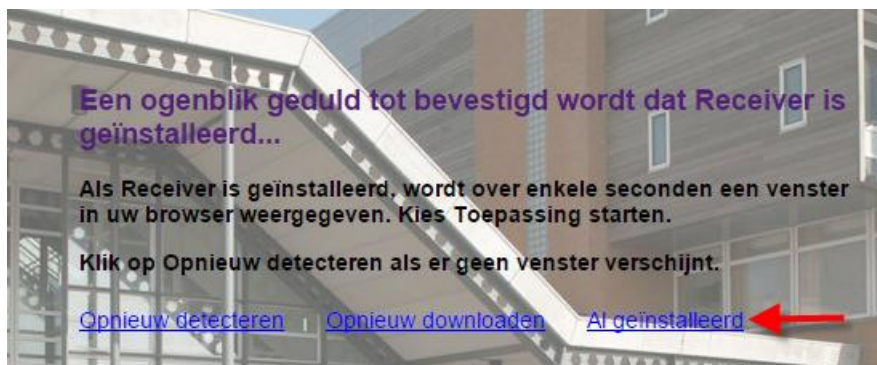 Een ogenblik geduld tot bevestigd wordt dat Receiver is
geïnstalleerd...
Als Receiver is geïnstalleerd, wordt over enkele seconden een venster
in uw browser weergegeven. Kies Toepassing starten.
Klik op Opnieuw detecteren als er geen venster verschijnt.
Opnieuw detecteren Opnieuw downloaden Al geïnstalleerd